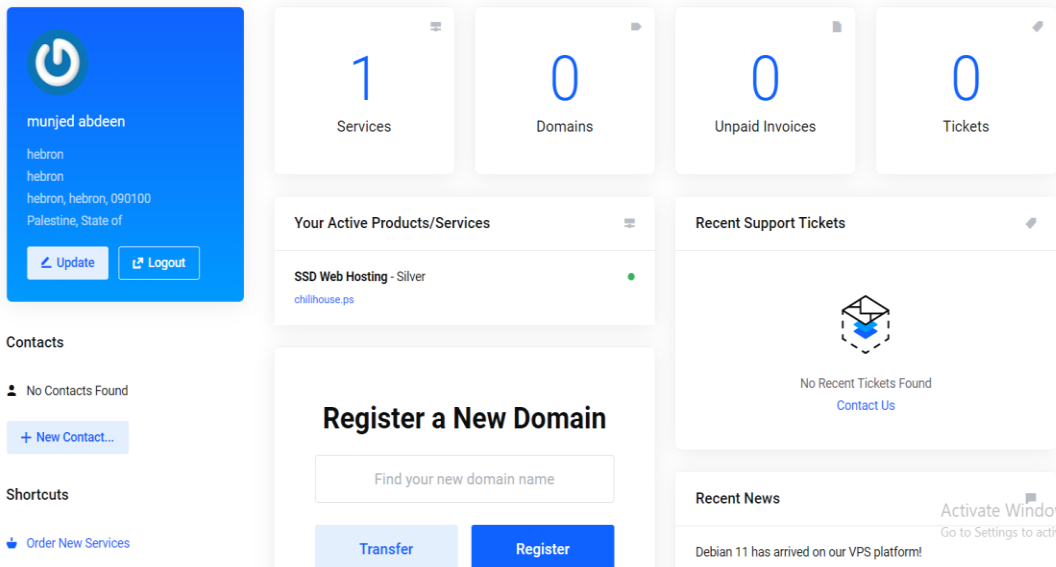 munjed abdeen
hebron
hebron
hebron, hebron, 090100
Palestine, State of
Update
Logout
Contacts
No Contacts Found
+ New Contact...
Shortcuts
Order New Services
1
Services
0
Domains
0
Unpaid Invoices
0
Tickets
Your Active Products/Services
SSD Web Hosting - Silver
chilihouse.ps
Register a New Domain
Find your new domain name
Transfer
Register
Recent Support Tickets
No Recent Tickets Found
Contact Us
Recent News
Activate Windo
Go to Settings to acti
Debian 11 has arrived on our VPS platform!